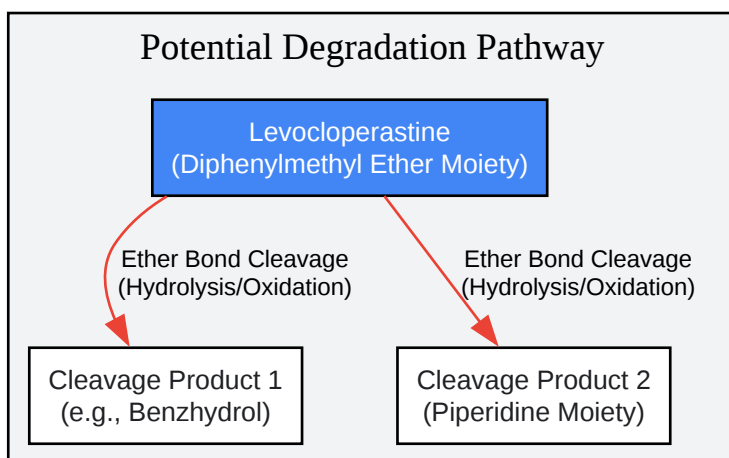 Potential Degradation Pathway
Levocloperastine
(Diphenylmethyl Ether Moiety)
Ether Bond Cleavage
(Hydrolysis/Oxidation)
Ether Bond Cleavage
(Hydrolysis/Oxidation)
Cleavage Product 1
(e.g., Benzhydrol)
Cleavage Product 2
(Piperidine Moiety)